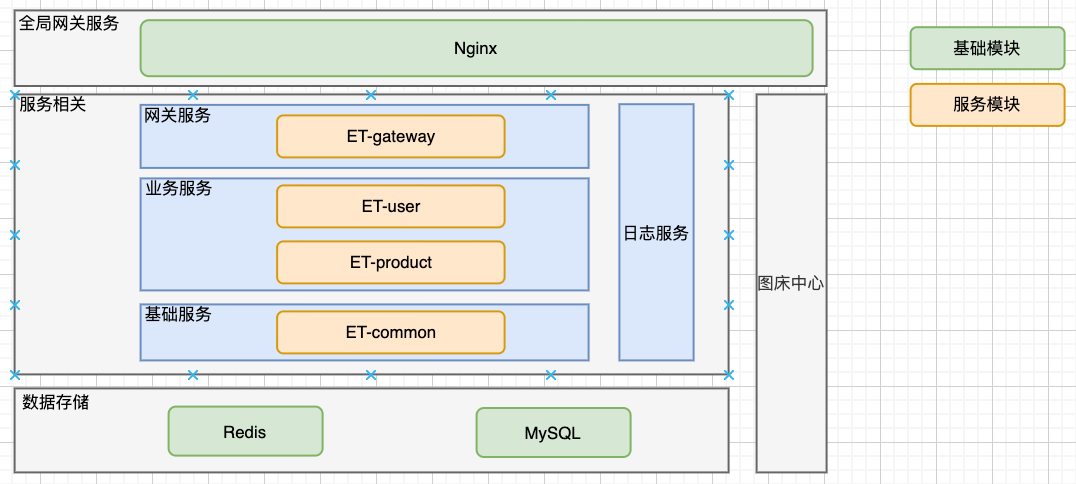 全局网关服务
Nginx
基础模块
服务模块
服务相关
网关服务
ET-gateway
业务服务
ET-user
ET-product
日志服务
基础服务
ET-common
图床中心
数据存储
Redis
MySQL